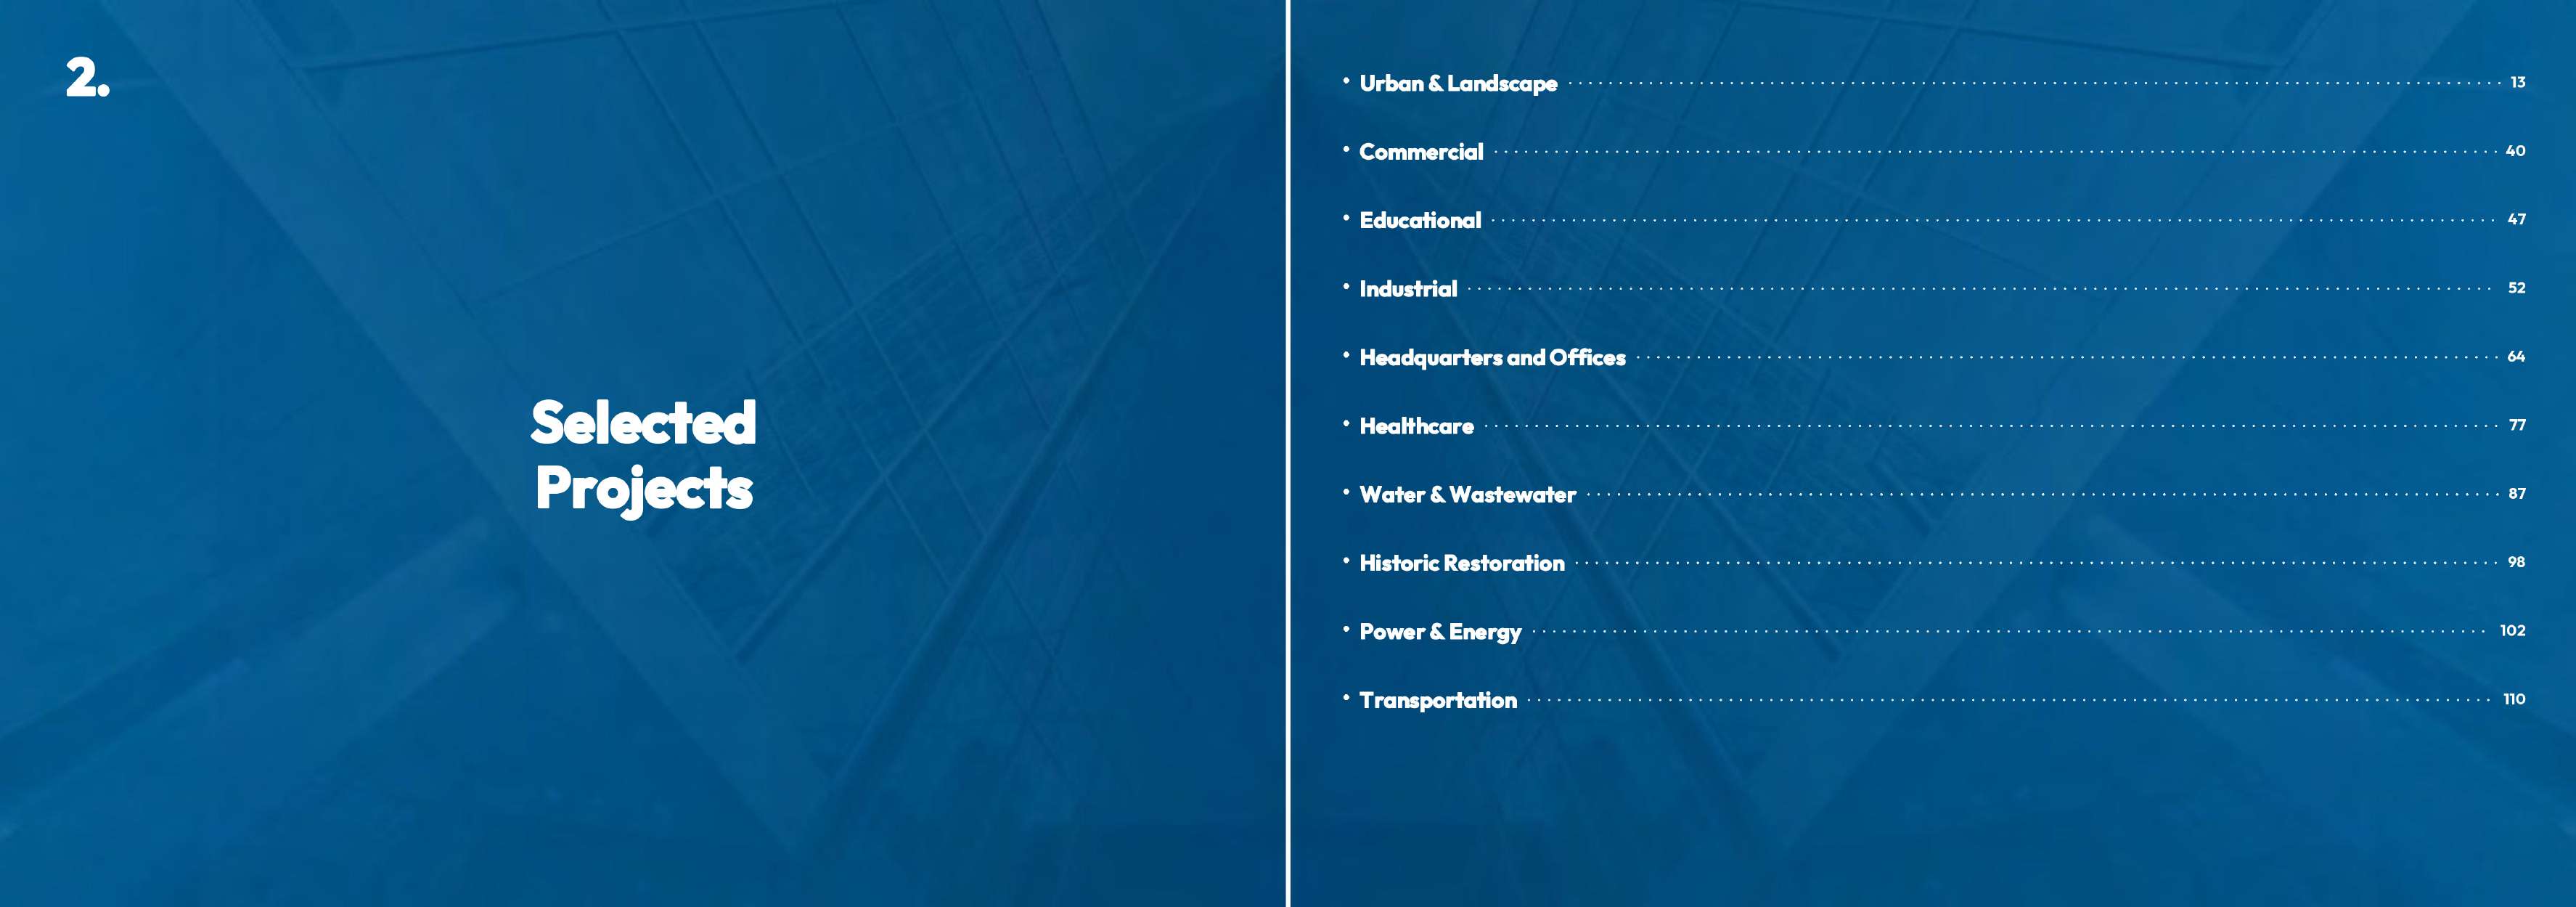 2.
Selected
Projects
• Urban & Landscape 13
• Commercial 40
• Educational 47
• Industrial 52
• Headquarters and Offices 64
• Healthcare 77
• Water & Wastewater 87
• Historic Restoration 98
• Power & Energy 102
• Transportation 110